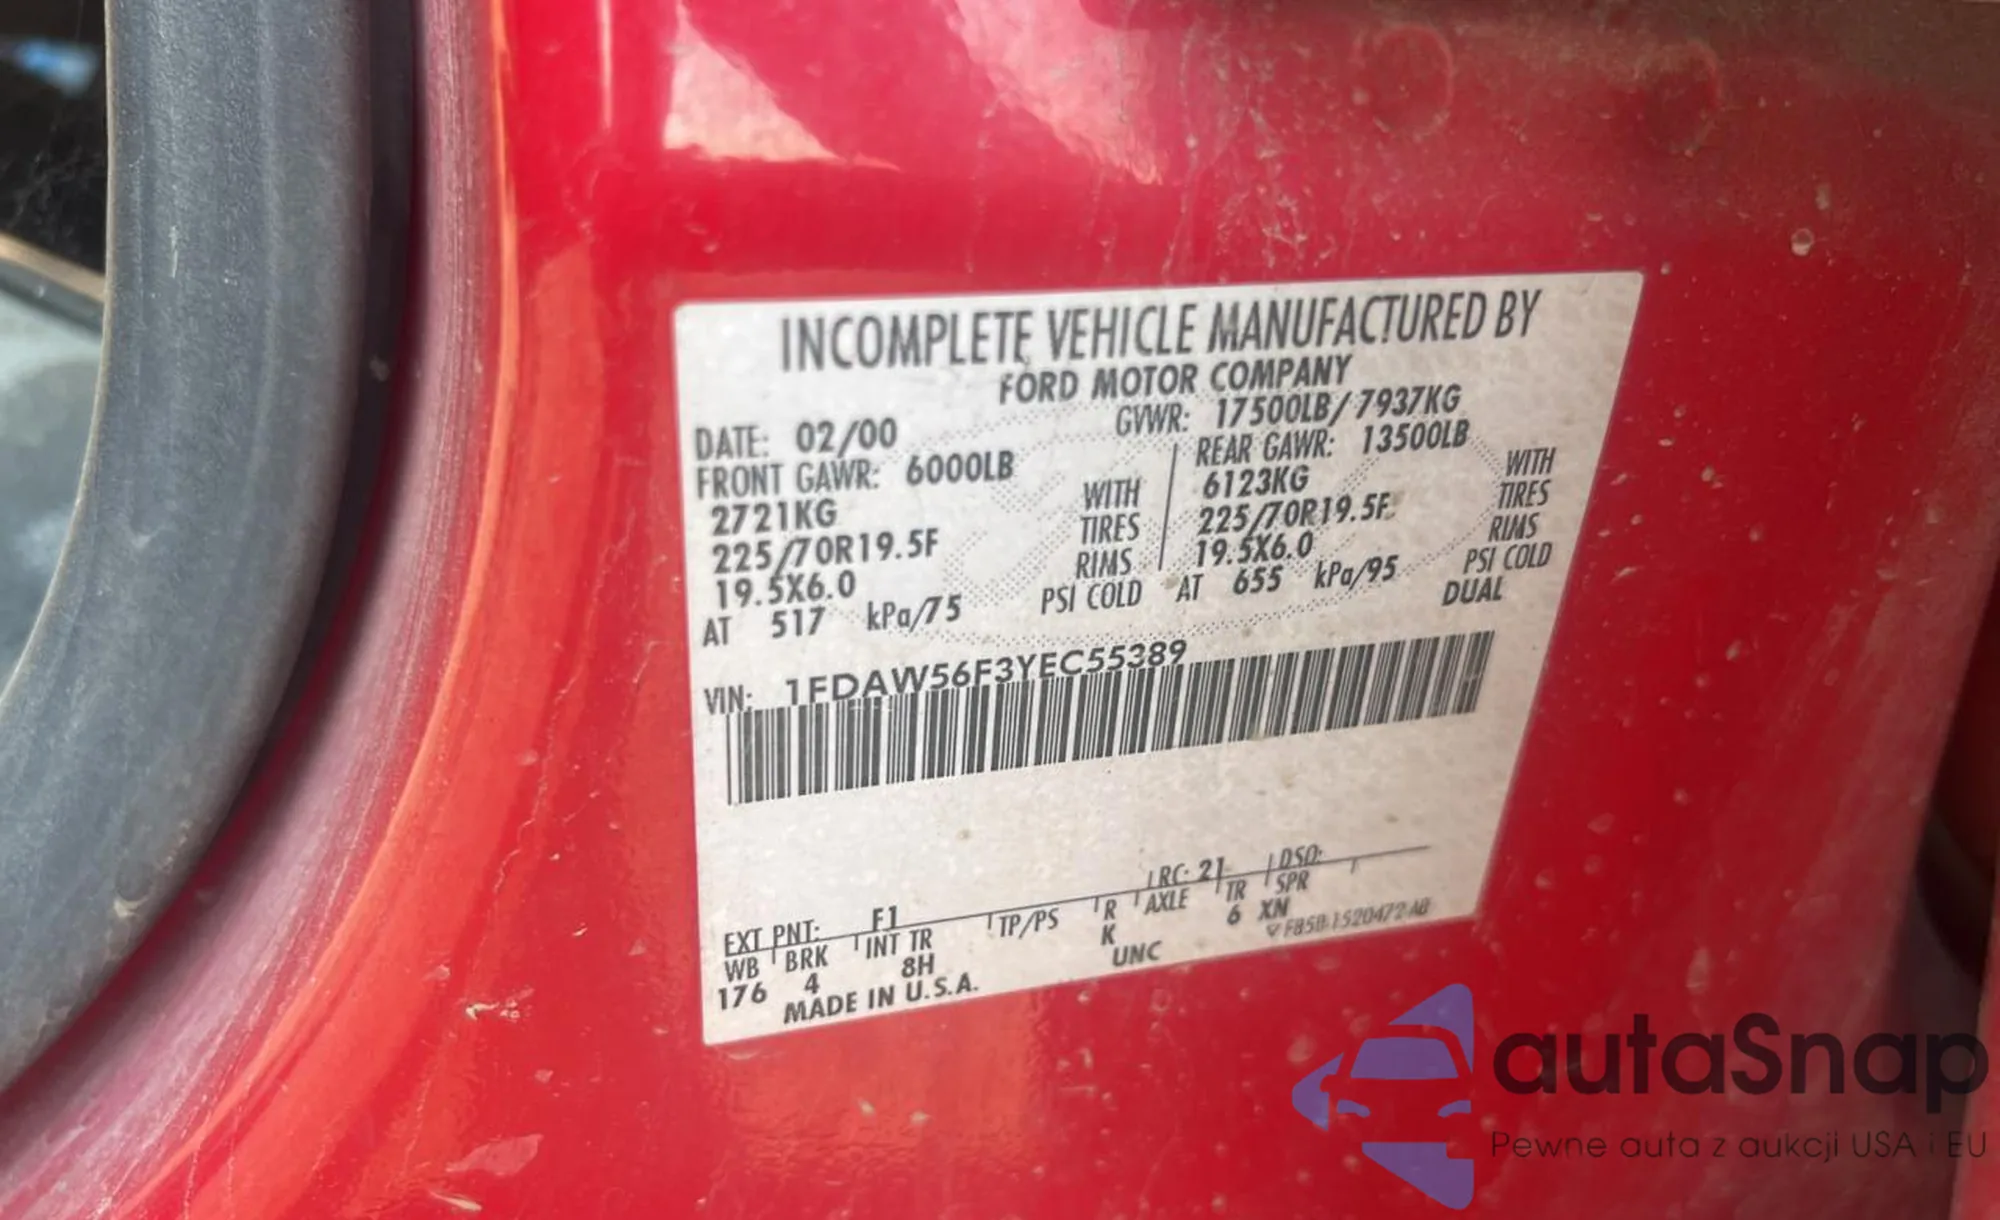 INCOMPLETE VEHICLE MANUFACTURED BY
FORD MOTOR COMPANY
DATE: 02/00 GVWR: 17500LB/7937KG
FRONT GAWR: 6000LB REAR GAWR: 13500LB
2721KG WITH 6123KG WITH
225/70R19.5F TIRES 225/70R19.5F TIRES
19.5X6.0 RIMS 19.5X6.0 RIMS
AT 517 kPa/75 PSI COLD AT 655 kPa/95 PSI COLD
DUAL
VIN: 1FDAW56F3YEC55389
EXT PNT: F1 RC: 21 DSO:
WB BRK INT TR TP/PS R AXLE TR SPR
176 4 8H K UNC 6 XN
MADE IN U.S.A.
F85B-1520472-AB
autaSnap
Pewne auta z aukcji USA i EU